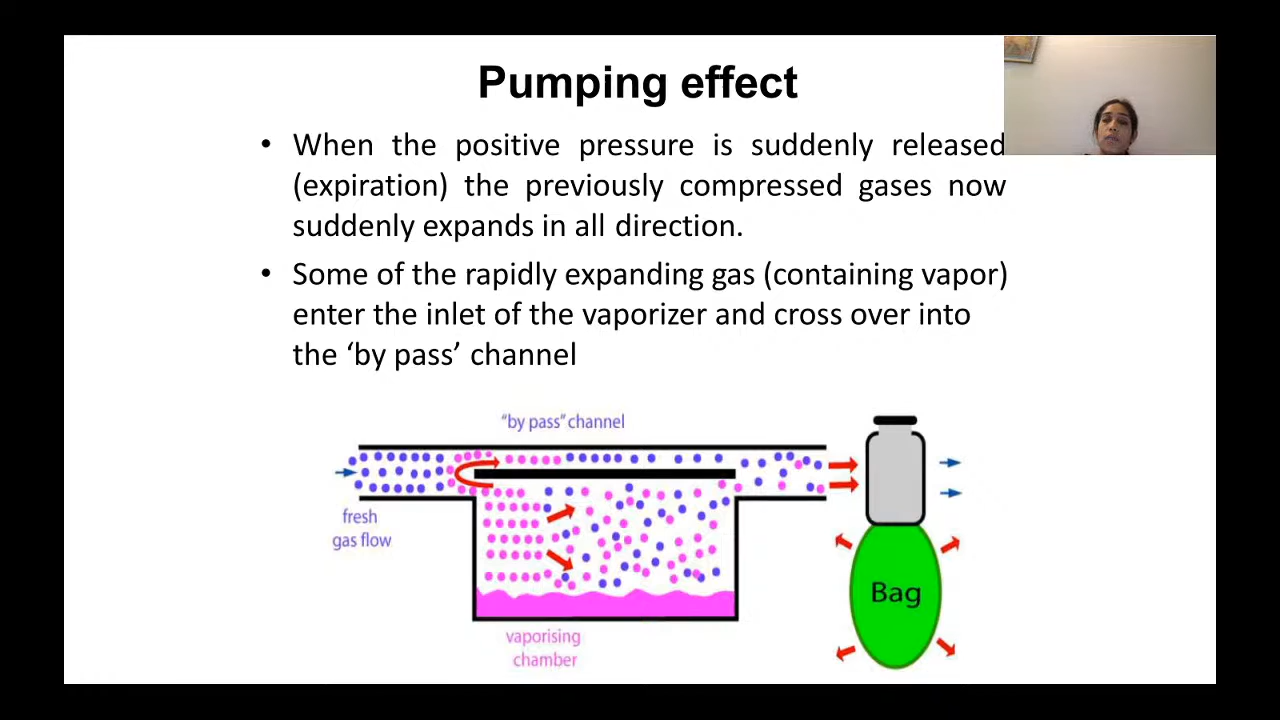 Pumping effect
• When the positive pressure is suddenly released
(expiration) the previously compressed gases now
suddenly expands in all direction.
• Some of the rapidly expanding gas (containing vapor)
enter the inlet of the vaporizer and cross over into
the ‘by pass’ channel
“by pass” channel
fresh
gas flow
Bag
vaporising
chamber